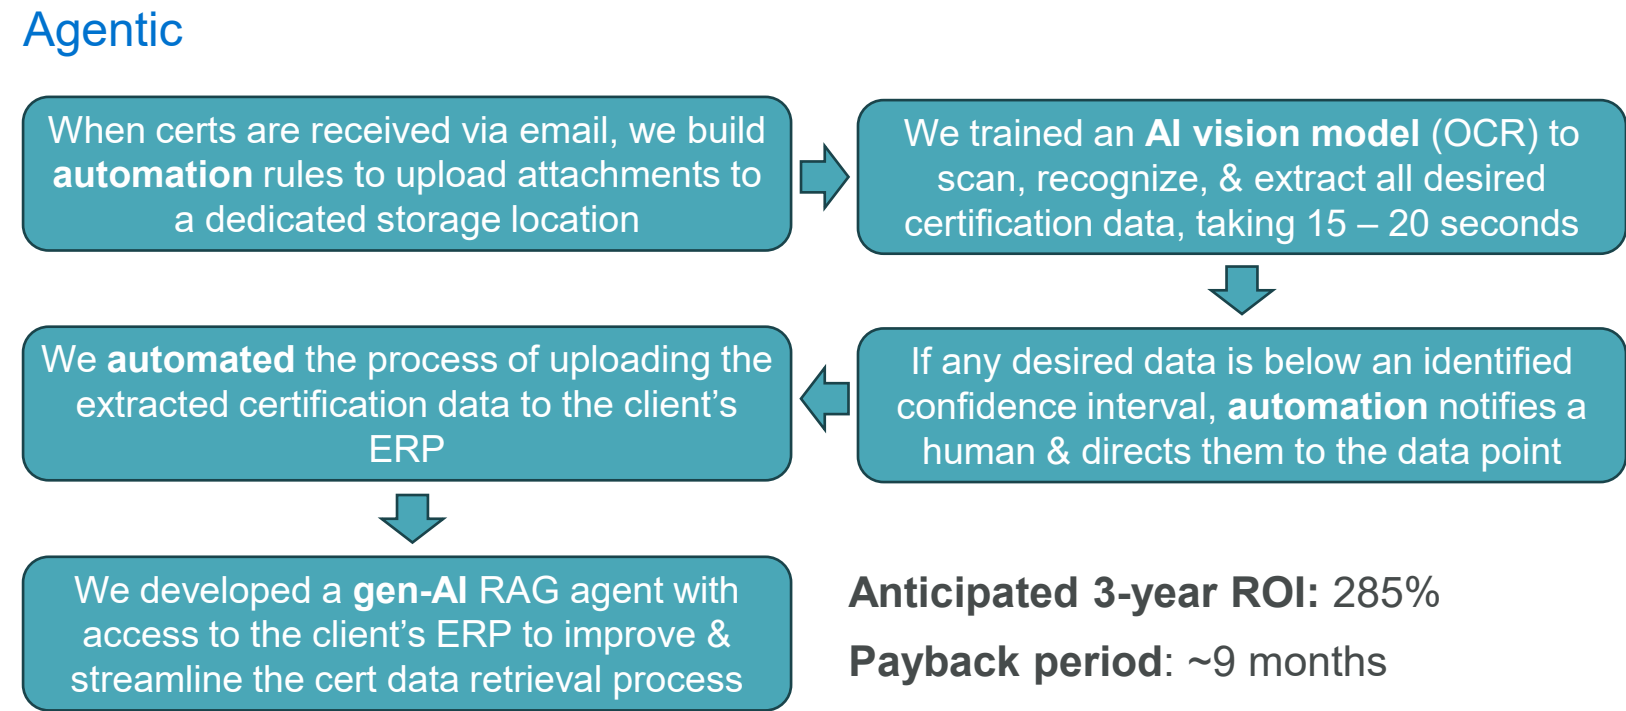 Agentic
When certs are received via email, we build
automation rules to upload attachments to
a dedicated storage location
We trained an AI vision model (OCR) to
scan, recognize, & extract all desired
certification data, taking 15 – 20 seconds
If any desired data is below an identified
confidence interval, automation notifies a
human & directs them to the data point
We automated the process of uploading the
extracted certification data to the client’s
ERP
We developed a gen-AI RAG agent with
access to the client’s ERP to improve &
streamline the cert data retrieval process
Anticipated 3-year ROI: 285%
Payback period: ~9 months